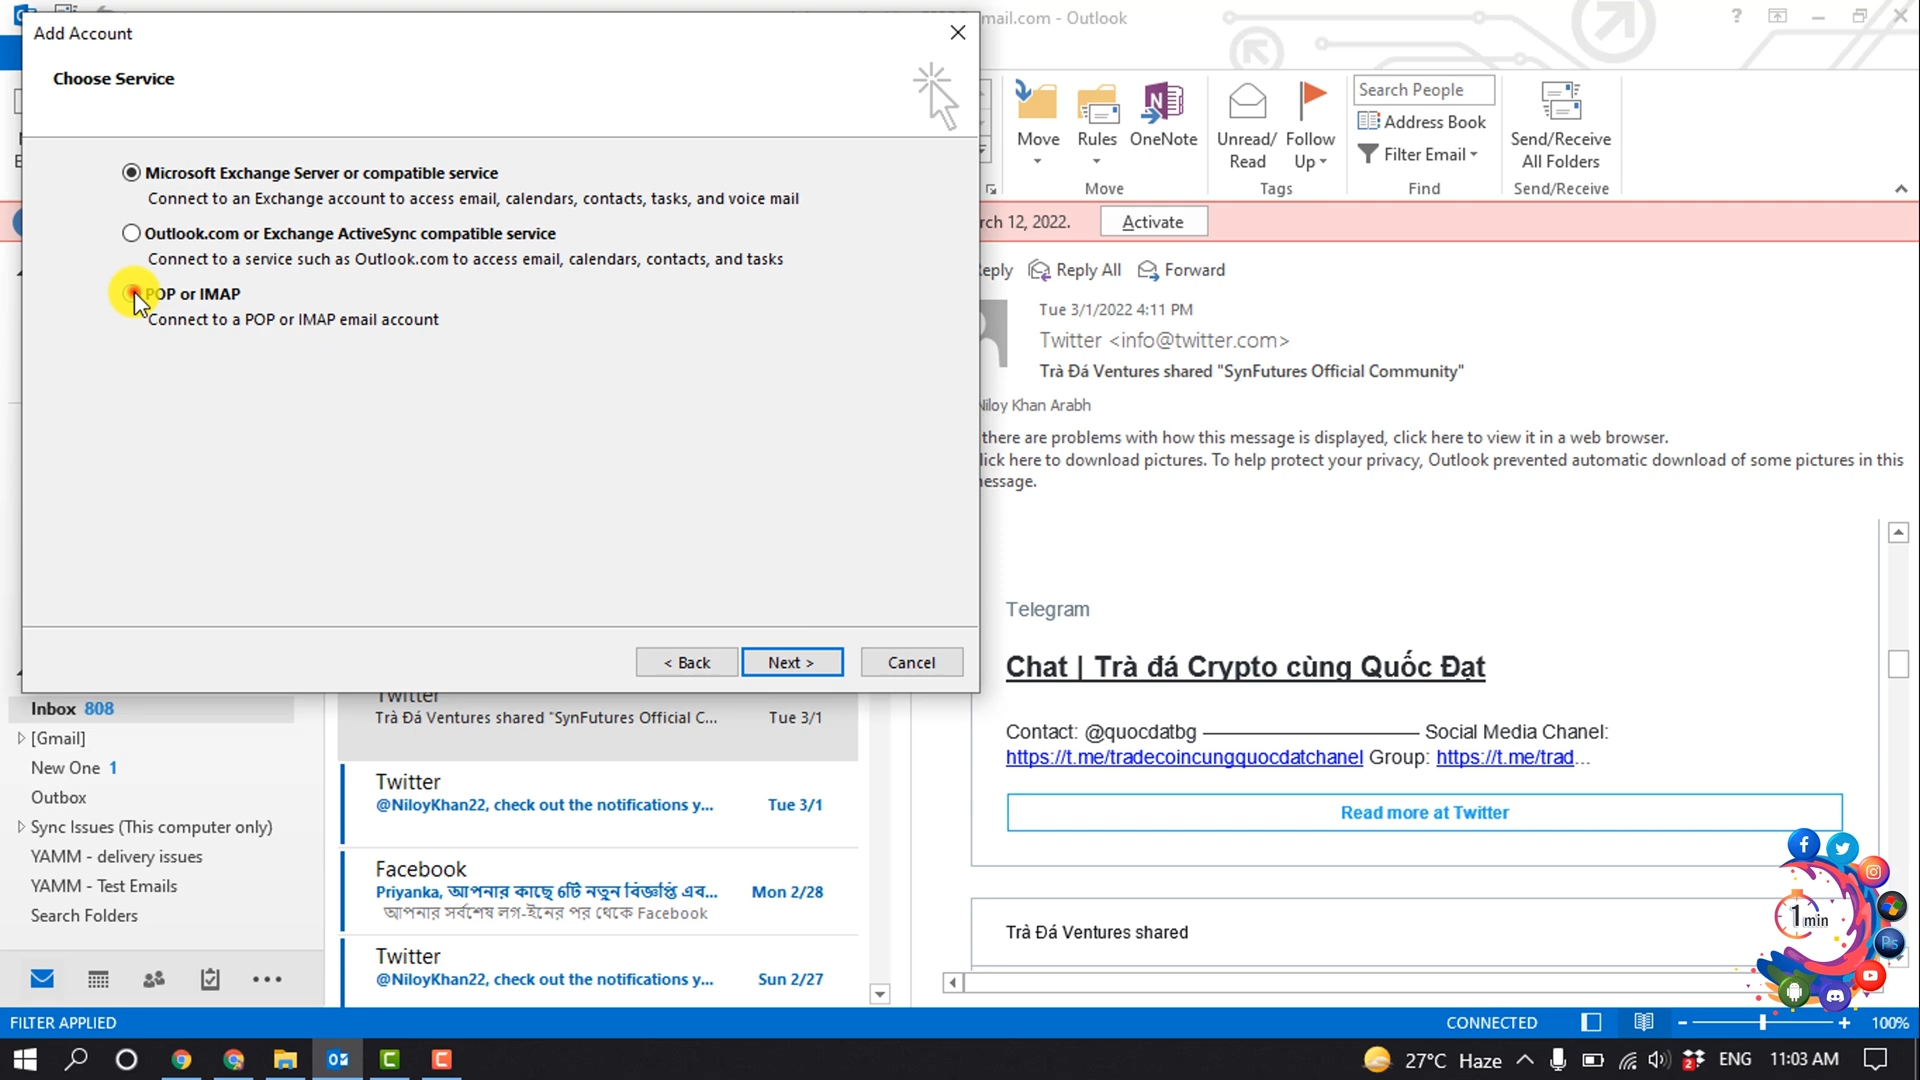 mail.com - Outlook
Add Account
Choose Service
Microsoft Exchange Server or compatible service
Connect to an Exchange account to access email, calendars, contacts, tasks, and voice mail
Outlook.com or Exchange ActiveSync compatible service
Connect to a service such as Outlook.com to access email, calendars, contacts, and tasks
POP or IMAP
Connect to a POP or IMAP email account
< Back
Next >
Cancel
Move
Rules
OneNote
Move
Unread/
Read
Follow
Up
Tags
Search People
Address Book
Filter Email
Find
Send/Receive
All Folders
Send/Receive
rch 12, 2022.
Activate
eply
Reply All
Forward
Tue 3/1/2022 4:11 PM
Twitter <info@twitter.com>
Trà Đá Ventures shared "SynFutures Official Community"
Niloy Khan Arabh
there are problems with how this message is displayed, click here to view it in a web browser.
lick here to download pictures. To help protect your privacy, Outlook prevented automatic download of some pictures in this
essage.
Telegram
Chat | Trà đá Crypto cùng Quốc Đạt
Contact: @quocdatbg —————————— Social Media Chanel:
https://t.me/tradecoincungquocdatchanel Group: https://t.me/trad...
Read more at Twitter
Trà Đá Ventures shared
Inbox 808
[Gmail]
New One 1
Outbox
Sync Issues (This computer only)
YAMM - delivery issues
YAMM - Test Emails
Search Folders
Twitter
Trà Đá Ventures shared "SynFutures Official C... Tue 3/1
Twitter
@NiloyKhan22, check out the notifications y... Tue 3/1
Facebook
Priyanka, আপনার কাছে 6টি নতুন বিজ্ঞপ্তি এব... Mon 2/28
আপনার সর্বশেষ লগ-ইনের পর থেকে Facebook
Twitter
@NiloyKhan22, check out the notifications y... Sun 2/27
1 min
Ps
FILTER APPLIED
CONNECTED
100%
27°C Haze
ENG
11:03 AM